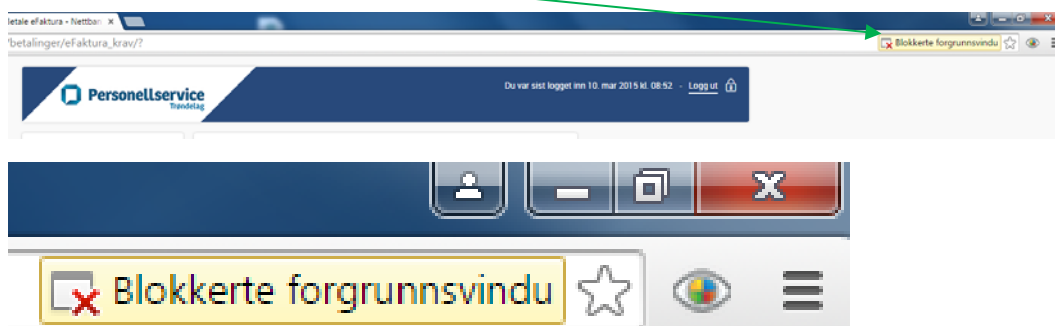 letale eFaktura - Nettban
/betalinger/eFaktura_krav/?
Blokkerte forgrunnsvindu
Personellservice
Trøndelag
Du var sist logget inn 10. mar 2015 kl. 08:52 - Logg ut
Blokkerte forgrunnsvindu